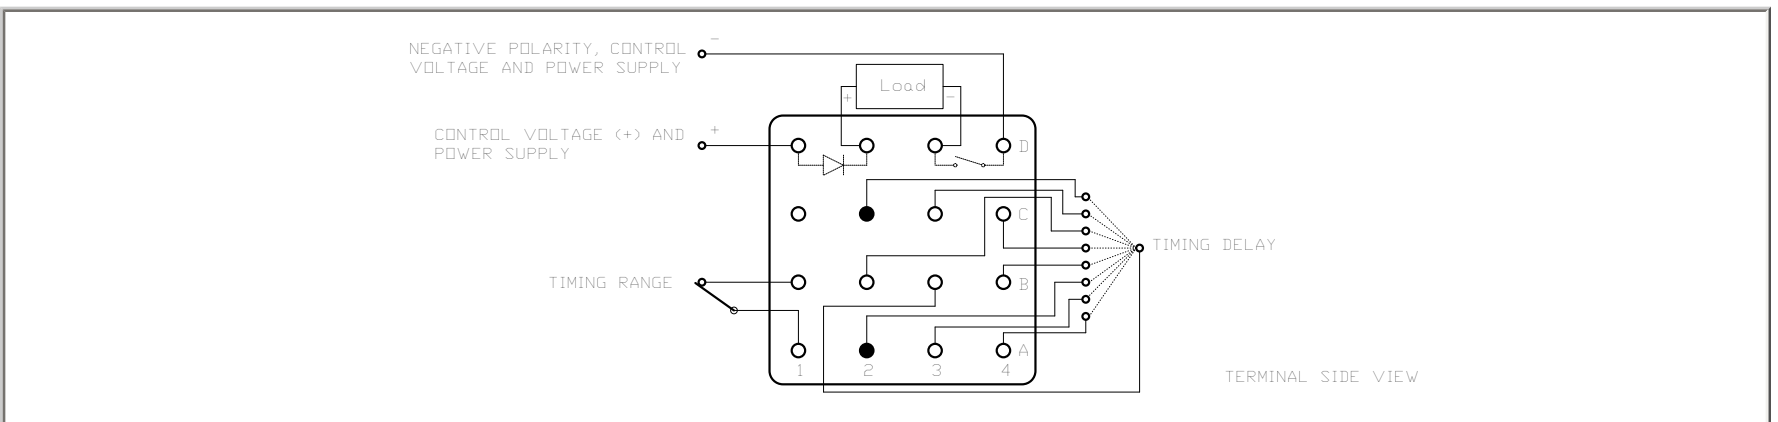 NEGATIVE POLARITY, CONTROL
VOLTAGE AND POWER SUPPLY
-
Load
+
-
CONTROL VOLTAGE (+) AND
POWER SUPPLY
+
D
C
TIMING DELAY
TIMING RANGE
B
A
1 2 3 4
TERMINAL SIDE VIEW